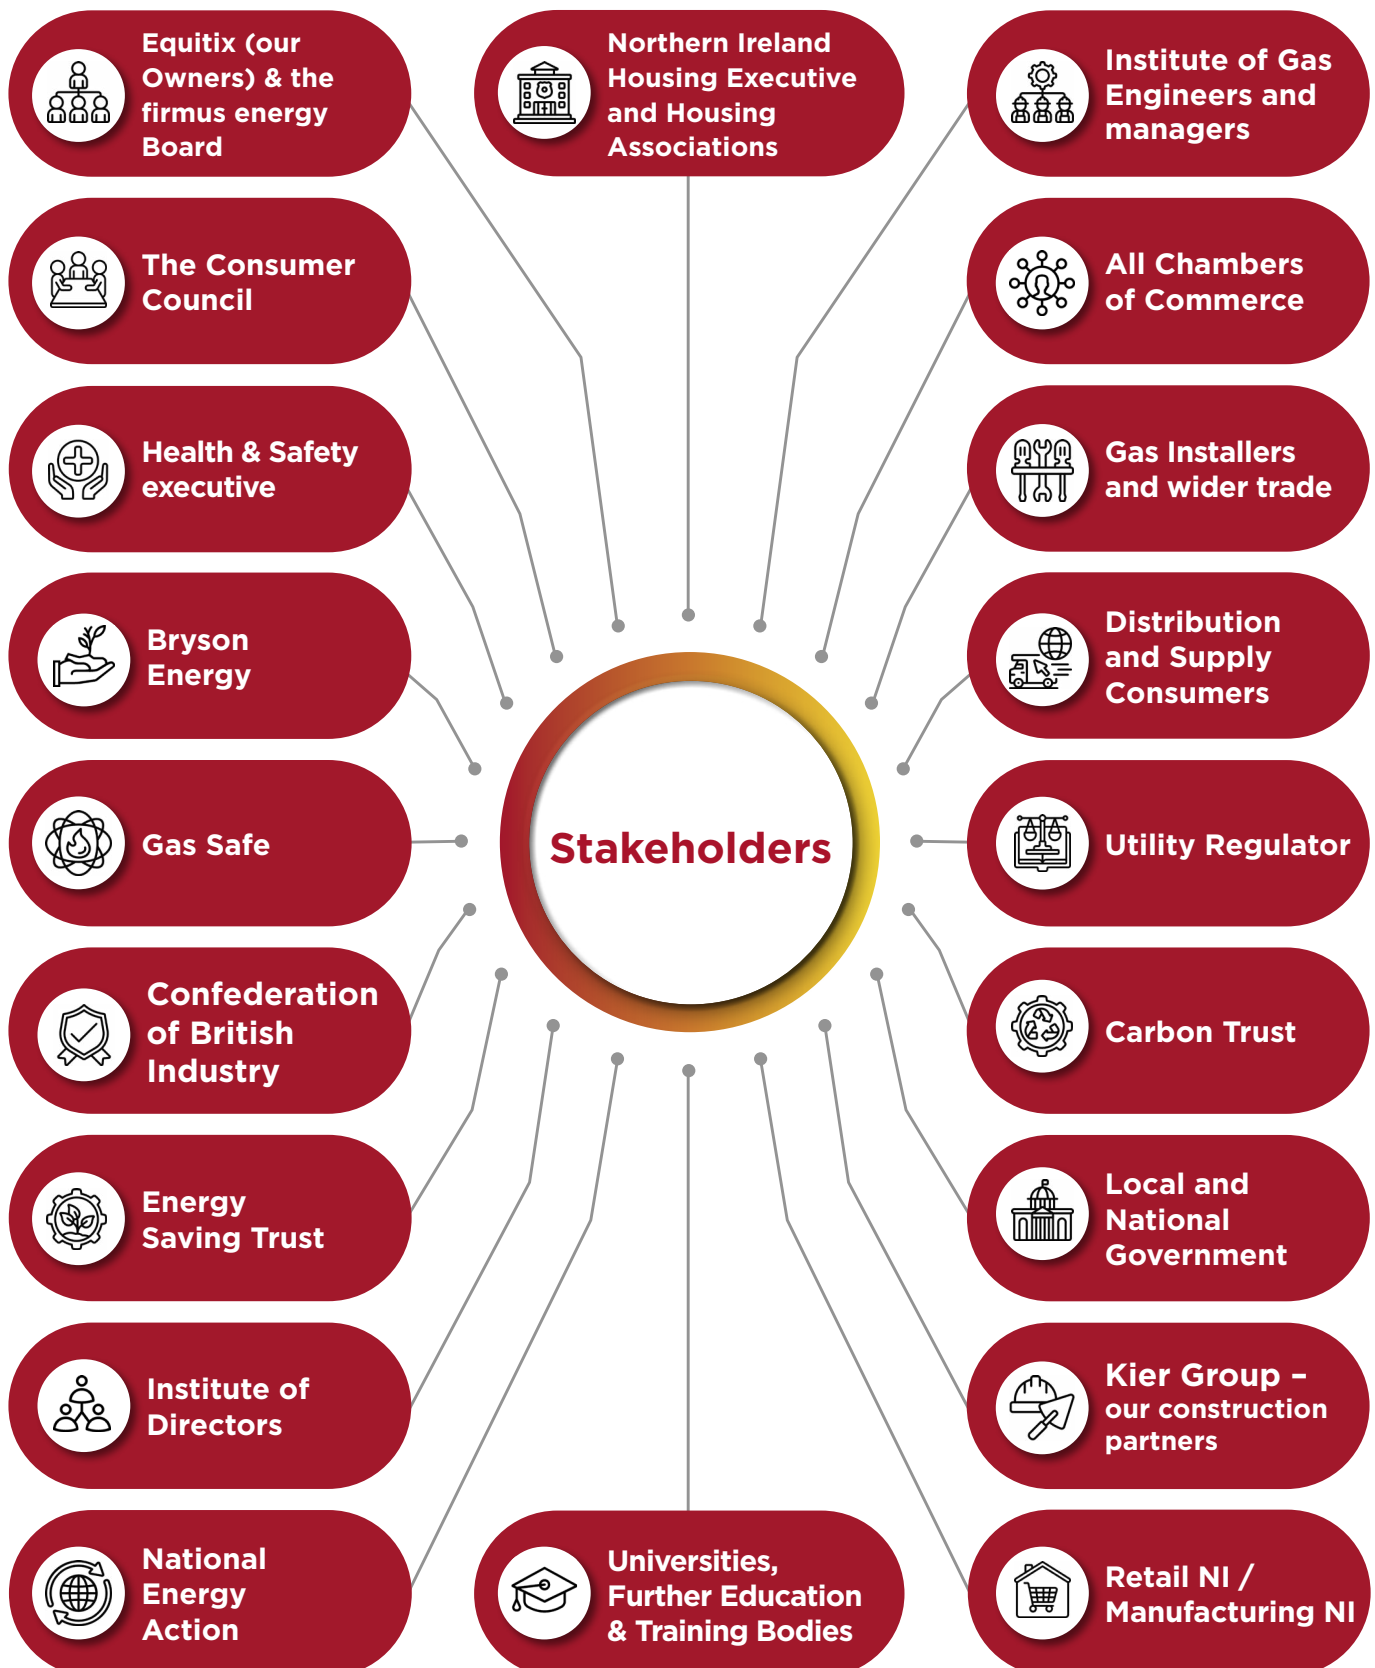 Equitix (our
Owners) & the
firmus energy
Board
Northern Ireland
Housing Executive
and Housing
Associations
Institute of Gas
Engineers and
managers
The Consumer
Council
All Chambers
of Commerce
Health & Safety
executive
Gas Installers
and wider trade
Bryson
Energy
Distribution
and Supply
Consumers
Gas Safe
Stakeholders
Utility Regulator
Confederation
of British
Industry
Carbon Trust
Energy
Saving Trust
Local and
National
Government
Institute of
Directors
Kier Group –
our construction
partners
National
Energy
Action
Universities,
Further Education
& Training Bodies
Retail NI /
Manufacturing NI